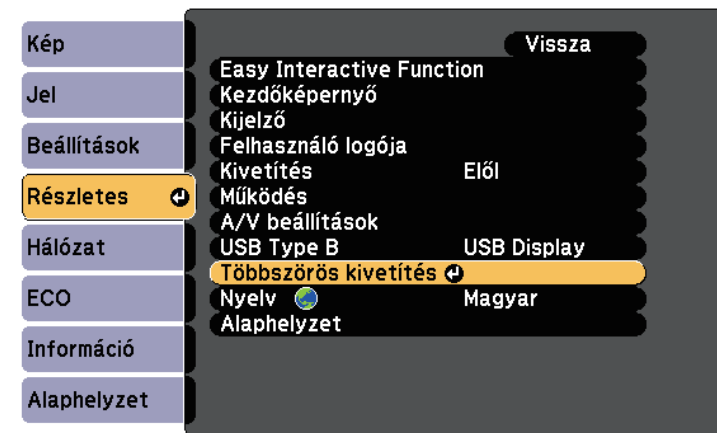 Kép
Jel
Beállítások
Részletes
Hálózat
ECO
Információ
Alaphelyzet
Vissza
Easy Interactive Function
Kezdőképernyő
Kijelző
Felhasználó logója
Kivetítés Elől
Működés
A/V beállítások
USB Type B USB Display
Többszörös kivetítés
Nyelv Magyar
Alaphelyzet